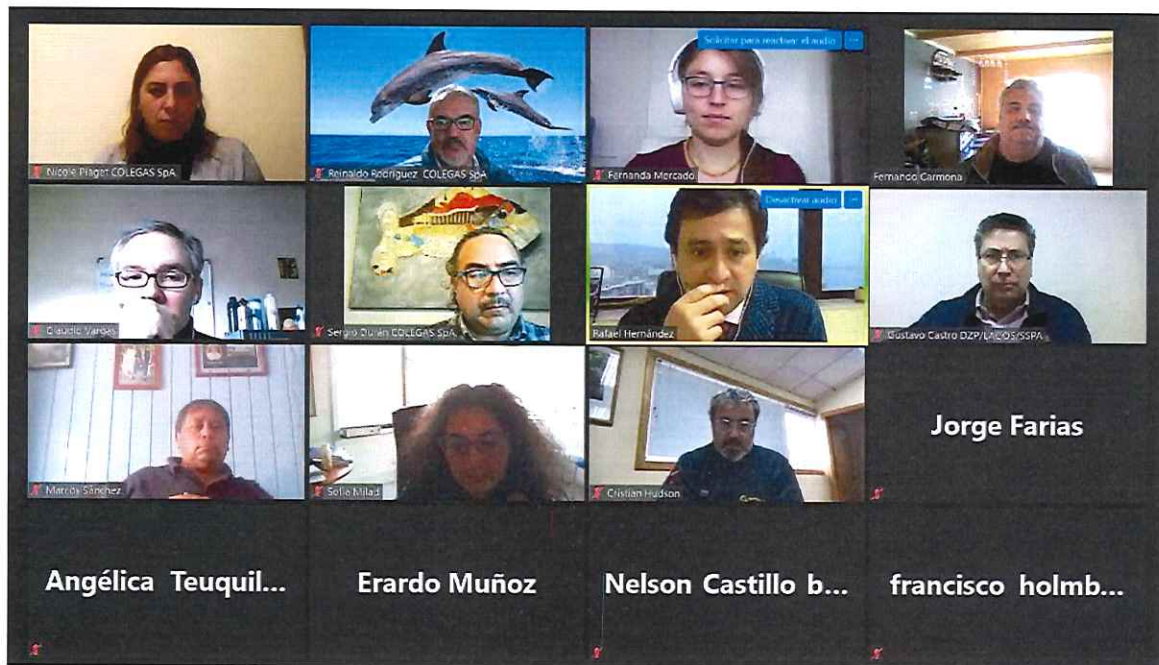 Solicitar para reactivar el audio
Nicole Piaget COLEGAS SpA
Reinaldo Rodriguez COLEGAS SpA
Fernanda Mercado
Fernando Carmona
Desactivar audio
Claudio Vargas
Sergio Durán COLEGAS SpA
Rafael Hernández
Gustavo Castro DZP/LAGOS/SSPA
Marcos Sánchez
Sofia Milad
Cristian Hudson
Jorge Farias
Angélica Teuquil...
Erardo Muñoz
Nelson Castillo b...
francisco holmb...